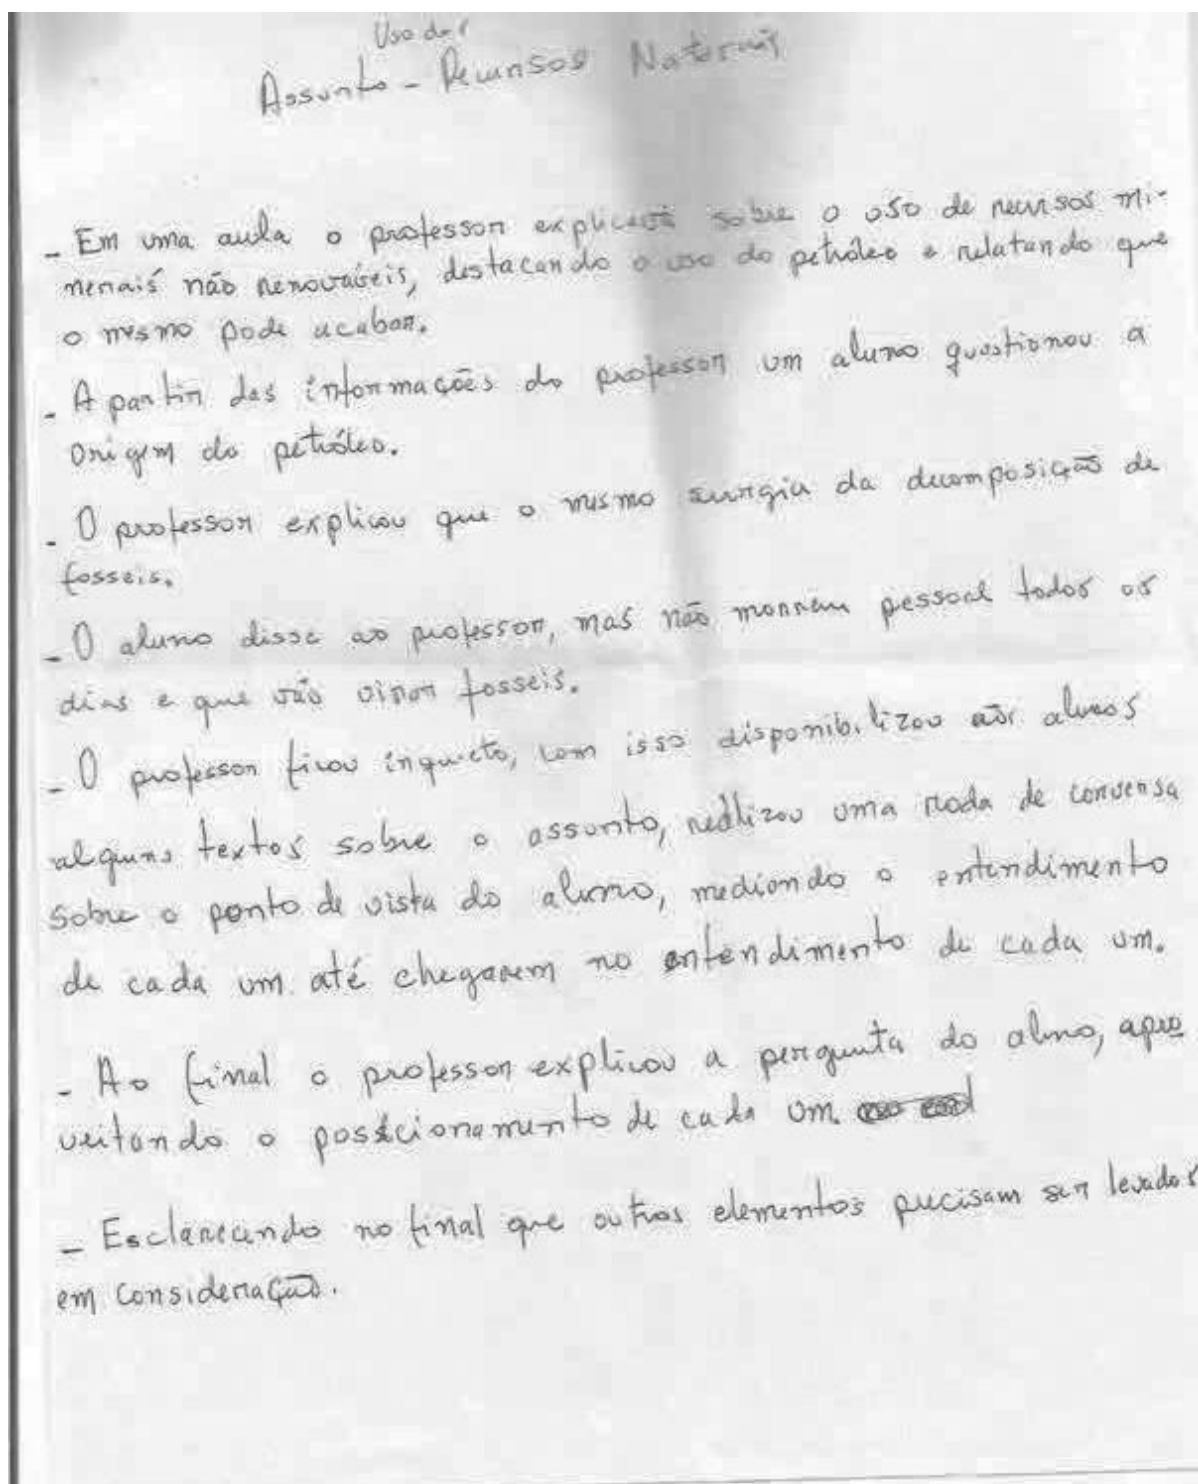 Uso dos
Assunto - Recursos Naturais
- Em uma aula o professor explicava sobre o uso de recursos mi-
nerais não renováveis, destacando o uso do petróleo e relatando que
o mesmo pode acabar.
- A partir das informações do professor um aluno questionou a
origem do petróleo.
- O professor explicou que o mesmo surgia da decomposição de
fosseis.
- O aluno disse ao professor, mas não morrem pessoal todos os
dias e que vão virar fosseis.
- O professor ficou inquieto, com isso disponibilizou aos alunos
alguns textos sobre o assunto, realizou uma roda de conversa
sobre o ponto de vista do aluno, mediando o entendimento
de cada um até chegarem no entendimento de cada um.
- Ao final o professor explicou a pergunta do aluno, apro
veitando o posicionamento de cada um
- Esclarecendo no final que outros elementos precisam ser levados
em consideração.